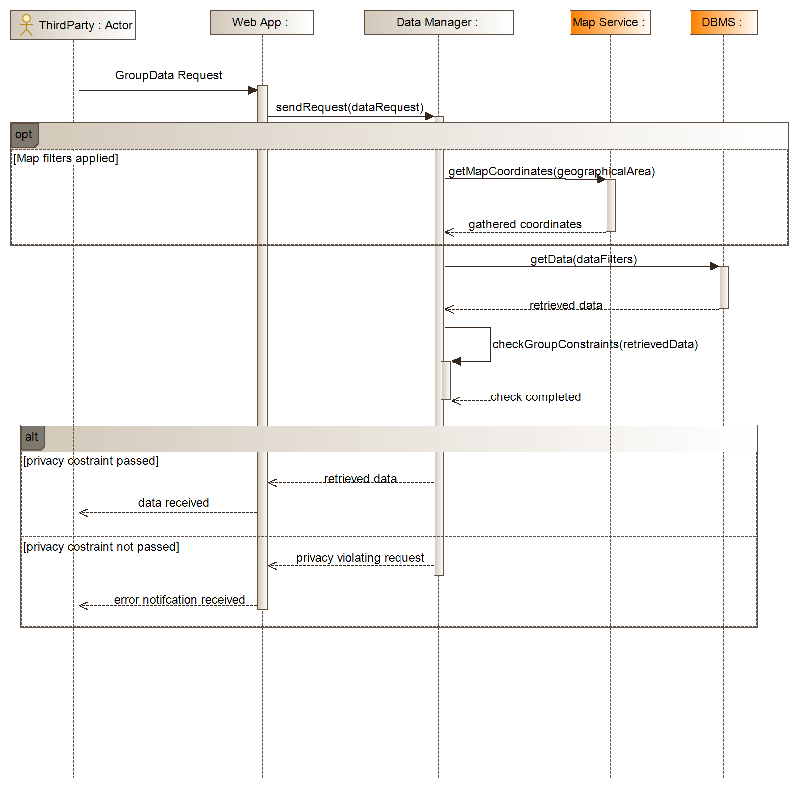 ThirdParty : Actor
Web App :
Data Manager :
Map Service :
DBMS :
GroupData Request
sendRequest(dataRequest)
opt
[Map filters applied]
getMapCoordinates(geographicalArea)
gathered coordinates
getData(dataFilters)
retrieved data
checkGroupConstraints(retrievedData)
check completed
alt
[privacy costraint passed]
retrieved data
data received
[privacy costraint not passed]
privacy violating request
error notifcation received